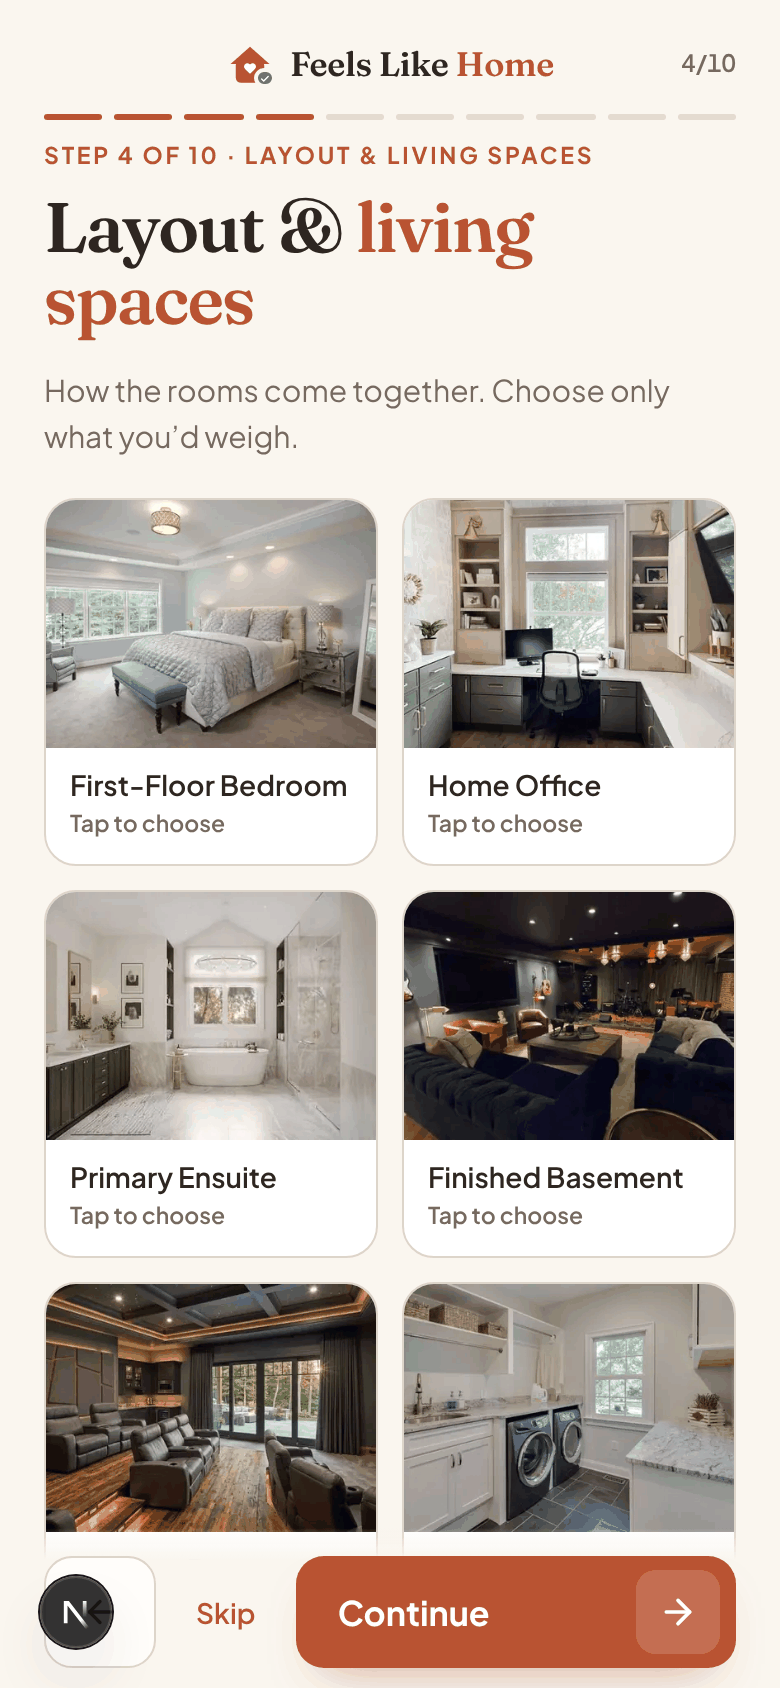 Feels Like Home
4/10
STEP 4 OF 10 · LAYOUT & LIVING SPACES
Layout & living
spaces
How the rooms come together. Choose only
what you’d weigh.
First-Floor Bedroom
Tap to choose
Home Office
Tap to choose
Primary Ensuite
Tap to choose
Finished Basement
Tap to choose
N
Skip
Continue